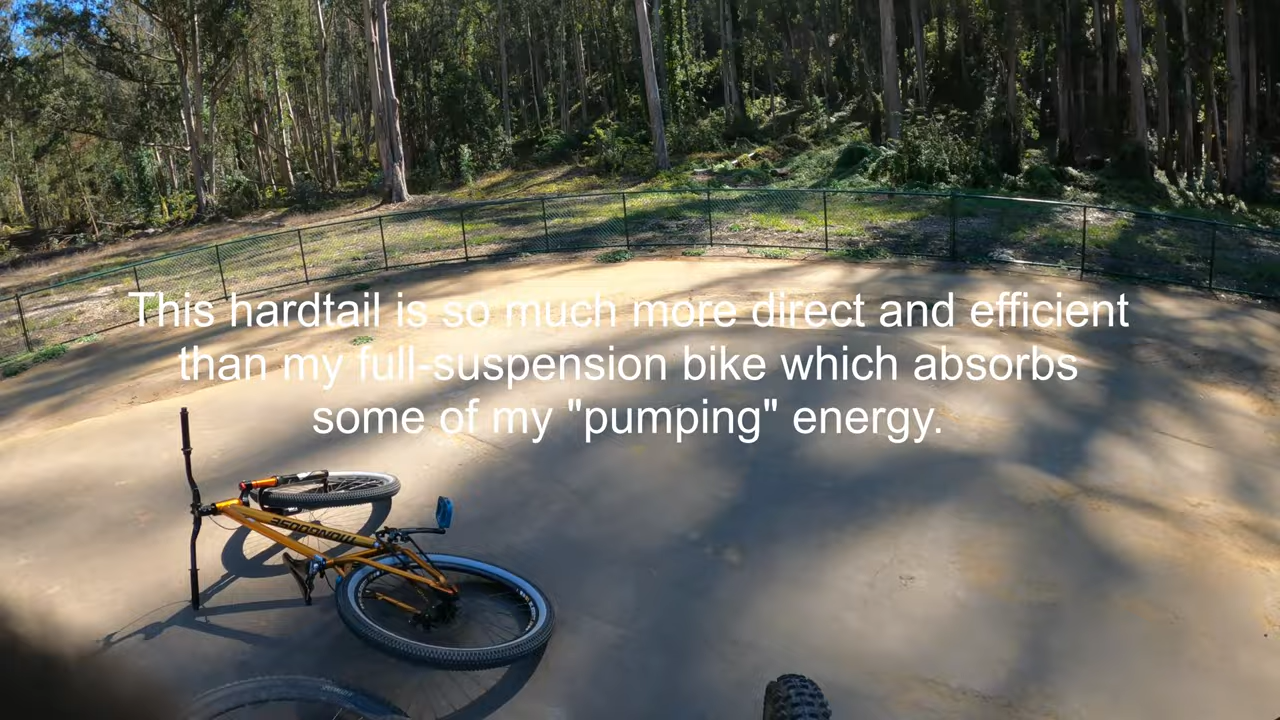 This hardtail is so much more direct and efficient
than my full-suspension bike which absorbs
some of my "pumping" energy.
MONGOOSE